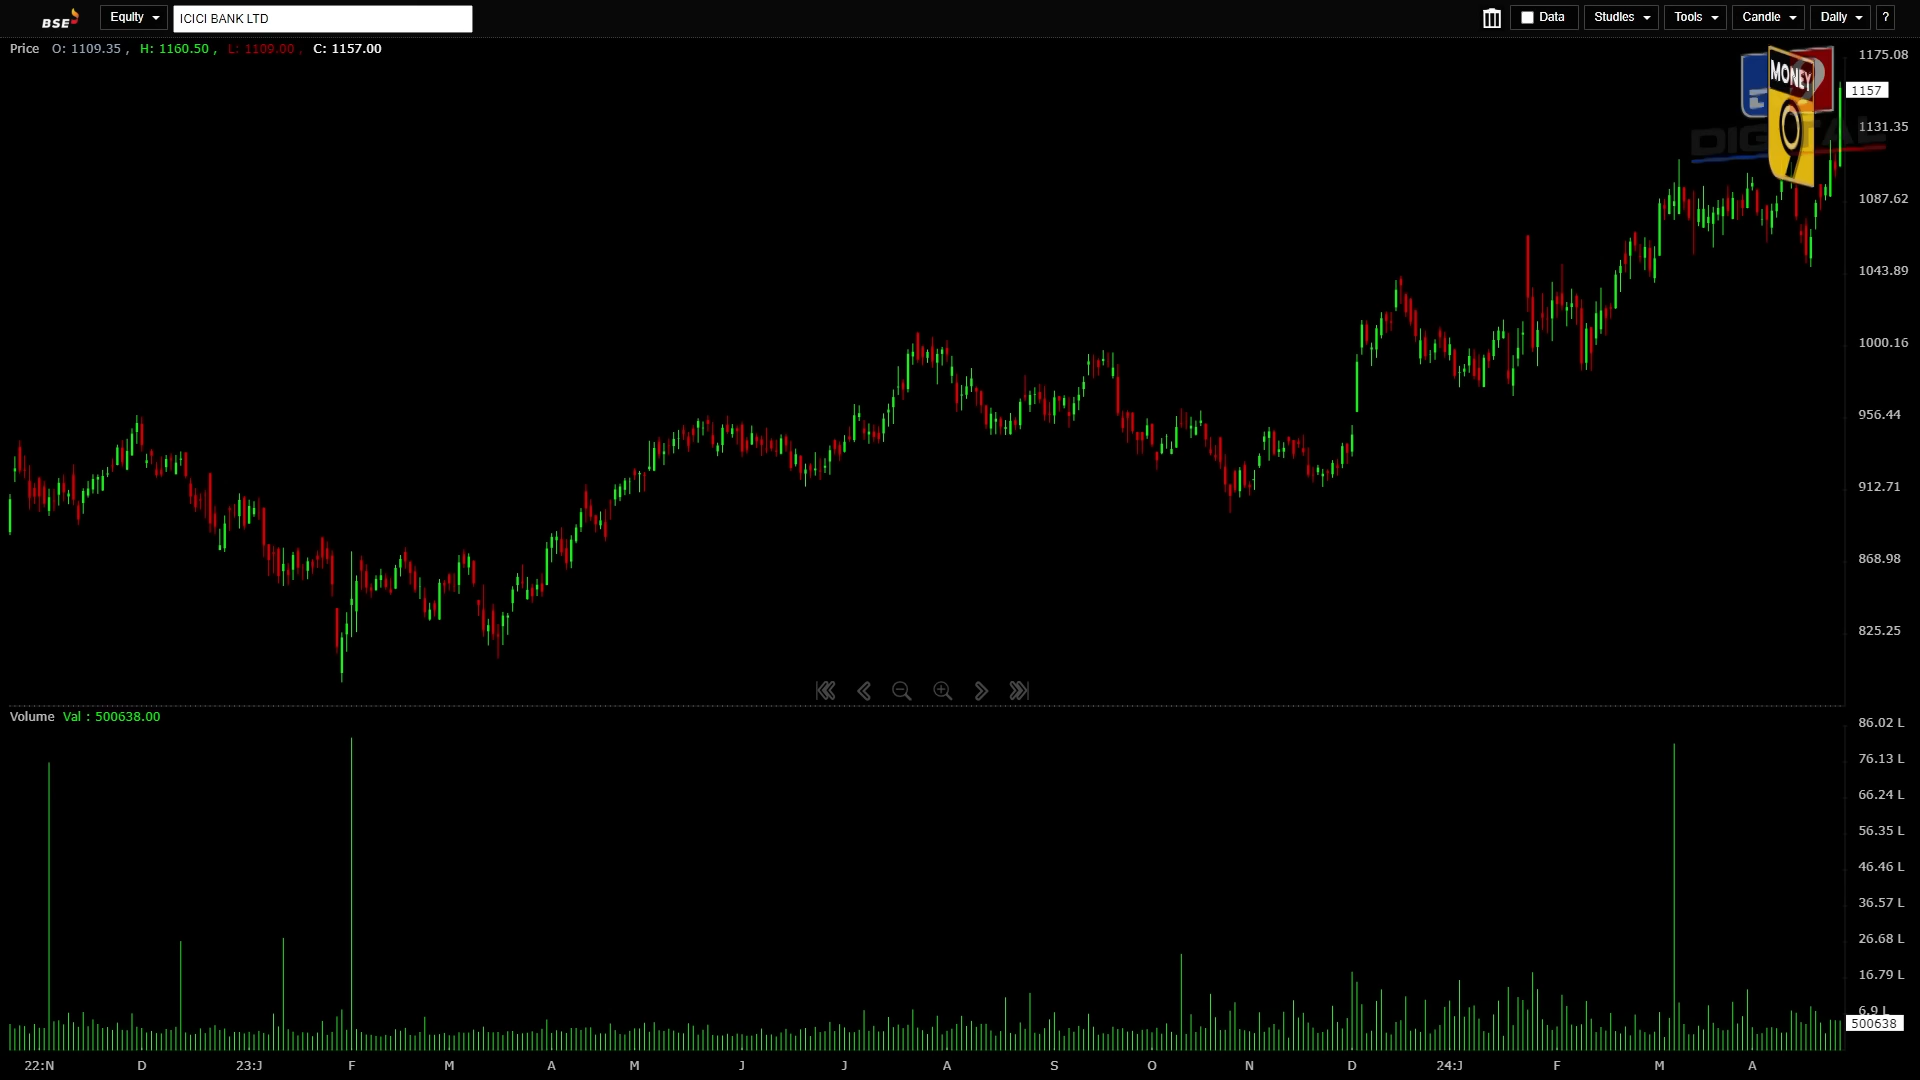 BSE Equity ICICI BANK LTD Data Studies Tools Candle Daily ?
Price O: 1109.35 , H: 1160.50 , L: 1109.00 , C: 1157.00
1175.08
MONEY
9
1157
1131.35
DIGITAL
1087.62
1043.89
1000.16
956.44
912.71
868.98
825.25
Volume Val : 500638.00
86.02 L
76.13 L
66.24 L
56.35 L
46.46 L
36.57 L
26.68 L
16.79 L
6.9 L
500638
22:N D 23:J F M A M J J A S O N D 24:J F M A